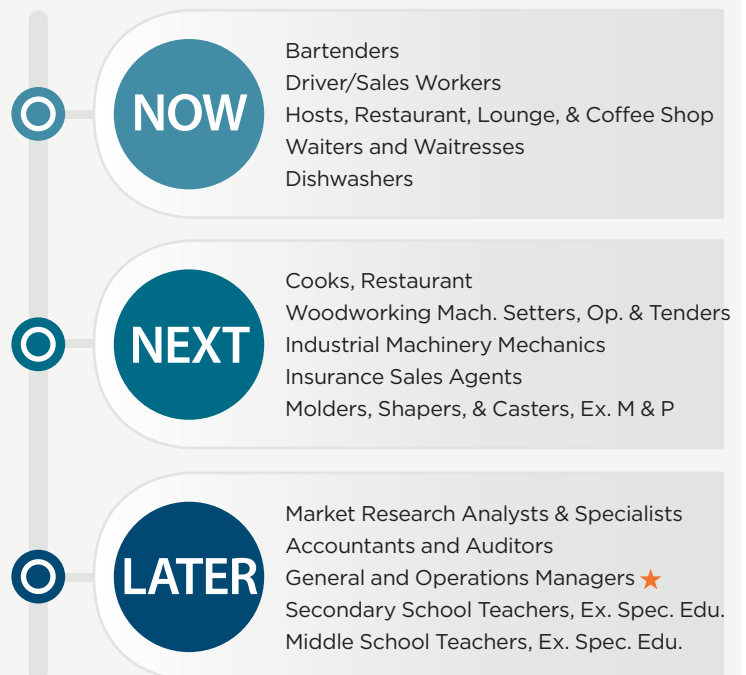 NOW
Bartenders
Driver/Sales Workers
Hosts, Restaurant, Lounge, & Coffee Shop
Waiters and Waitresses
Dishwashers
NEXT
Cooks, Restaurant
Woodworking Mach. Setters, Op. & Tenders
Industrial Machinery Mechanics
Insurance Sales Agents
Molders, Shapers, & Casters, Ex. M & P
LATER
Market Research Analysts & Specialists
Accountants and Auditors
General and Operations Managers
Secondary School Teachers, Ex. Spec. Edu.
Middle School Teachers, Ex. Spec. Edu.